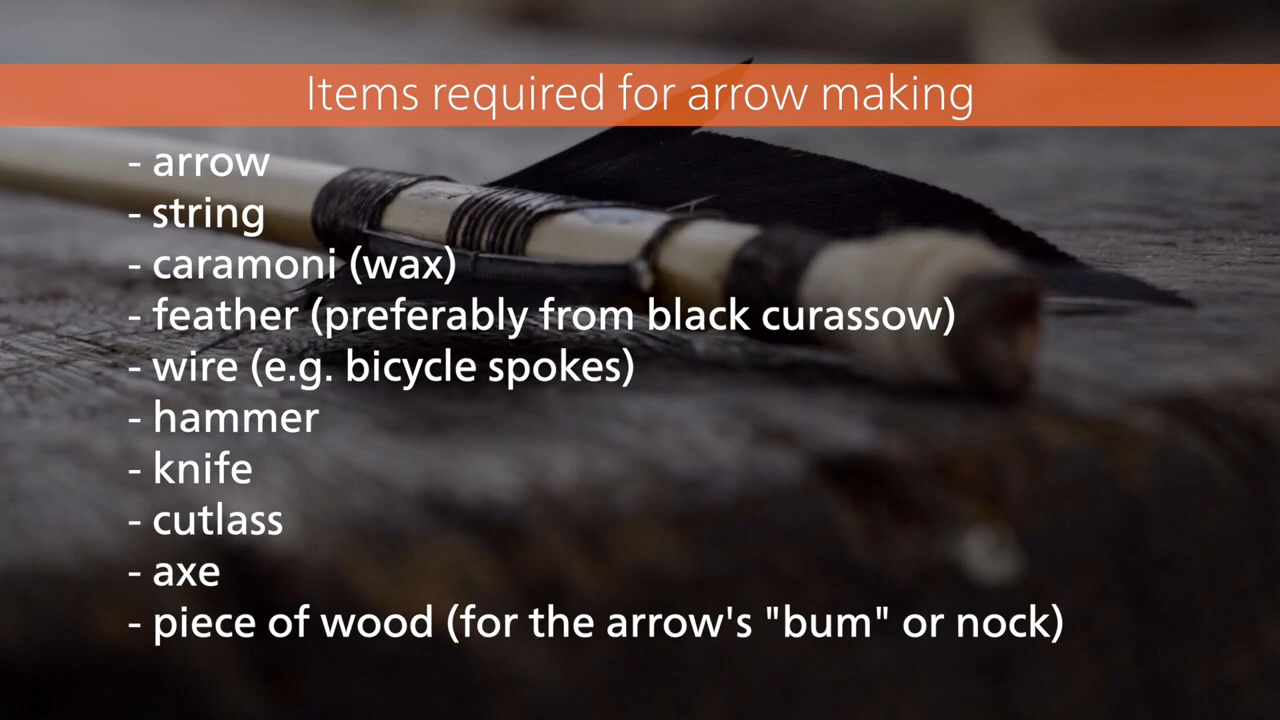 Items required for arrow making
- arrow
- string
- caramoni (wax)
- feather (preferably from black curassow)
- wire (e.g. bicycle spokes)
- hammer
- knife
- cutlass
- axe
- piece of wood (for the arrow's "bum" or nock)